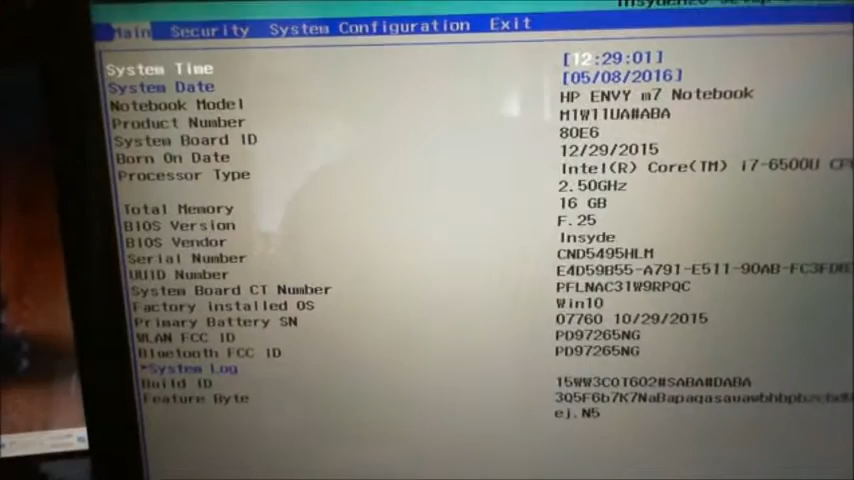 Main Security System Configuration Exit
System Time [12:29:01]
System Date [05/08/2016]
Notebook Model HP ENVY m7 Notebook
Product Number M1W11UA#ABA
System Board ID 80E6
Born On Date 12/29/2015
Processor Type Intel(R) Core(TM) i7-6500U
2.50GHz
Total Memory 16 GB
BIOS Version F.25
BIOS Vendor Insyde
Serial Number CND5495HLM
UUID Number
System Board CT Number PFLNAC31W9RPQC
Factory installed OS Win10
Primary Battery SN 07760 10/29/2015
WLAN FCC ID PD97265NG
Bluetooth FCC ID PD97265NG
System Log
Build ID 15WW3C0T602#SABA#DABA
Feature Byte
ej.N5